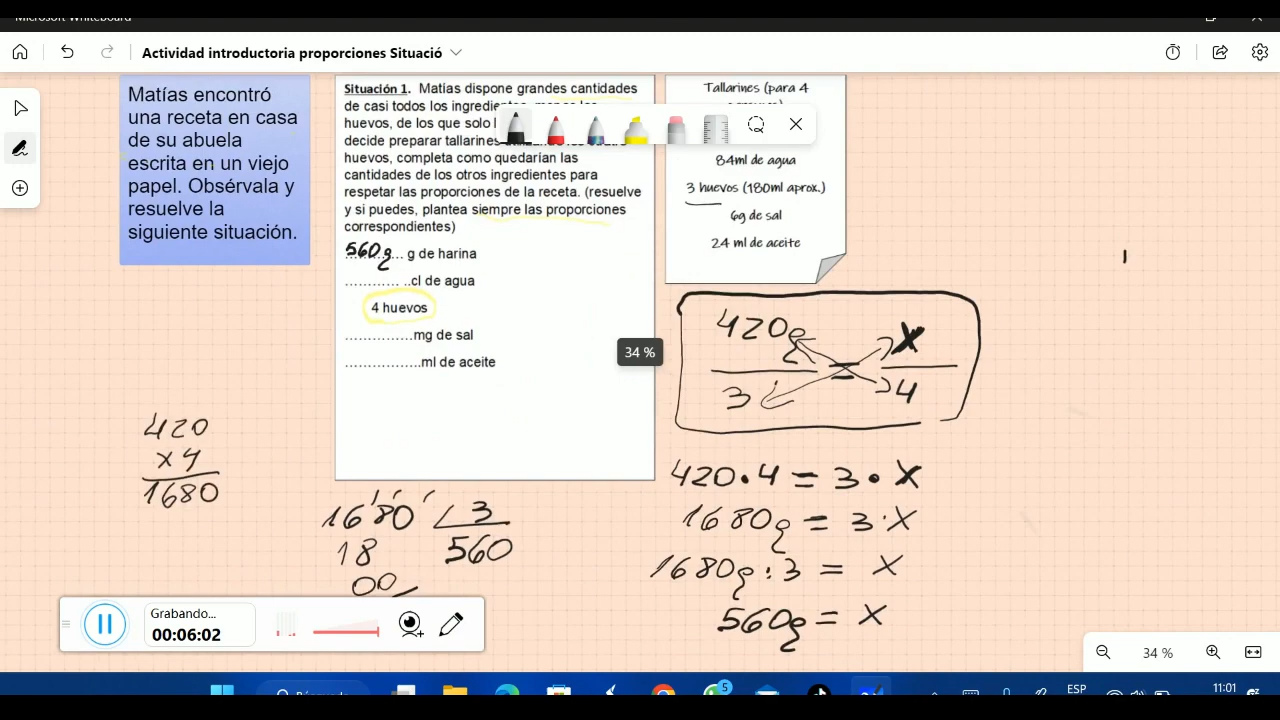 Microsoft Whiteboard
Actividad introductoria proporciones Situació
Matías encontró
una receta en casa
de su abuela
escrita en un viejo
papel. Obsérvala y
resuelve la
siguiente situación.
Situación 1. Matías dispone grandes cantidades
de casi todos los ingredientes, menos los
huevos, de los que solo
decide preparar tallarines
huevos, completa como quedarían las
cantidades de los otros ingredientes para
respetar las proporciones de la receta. (resuelve
y si puedes, plantea siempre las proporciones
correspondientes)
560g g de harina
............ ..cl de agua
4 huevos
...............mg de sal
.................ml de aceite
Tallarines (para 4
84ml de agua
3 huevos (180ml aprox.)
6g de sal
24 ml de aceite
34 %
420g = x
3 4
420·4 = 3·x
1680g = 3·x
1680g:3 = x
560g = x
420
x4
1680
1680 3
18 560
00
Grabando...
00:06:02
34 %
Búsqueda
5
ESP
11:01